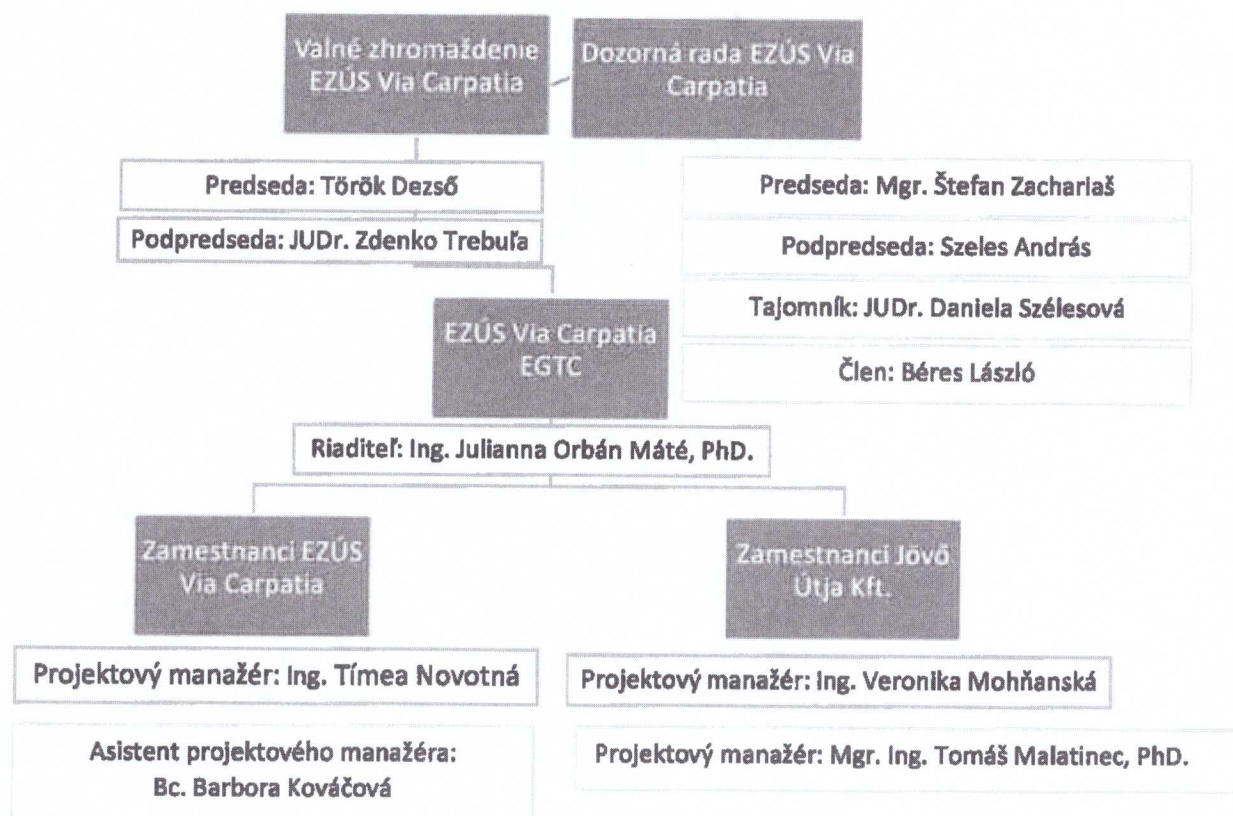 Valné zhromaždenie
EZÚS Via Carpatia
Dozorná rada EZÚS Via
Carpatia
Predseda: Török Dezső
Podpredseda: JUDr. Zdenko Trebuľa
Predseda: Mgr. Štefan Zachariaš
Podpredseda: Szeles András
Tajomník: JUDr. Daniela Szélesová
Člen: Béres László
EZÚS Via Carpatia
EGTC
Riaditeľ: Ing. Julianna Orbán Máté, PhD.
Zamestnanci EZÚS
Via Carpatia
Zamestnanci Jövő
Útja Kft.
Projektový manažér: Ing. Tímea Novotná
Asistent projektového manažéra:
Bc. Barbora Kováčová
Projektový manažér: Ing. Veronika Mohňanská
Projektový manažér: Mgr. Ing. Tomáš Malatinec, PhD.